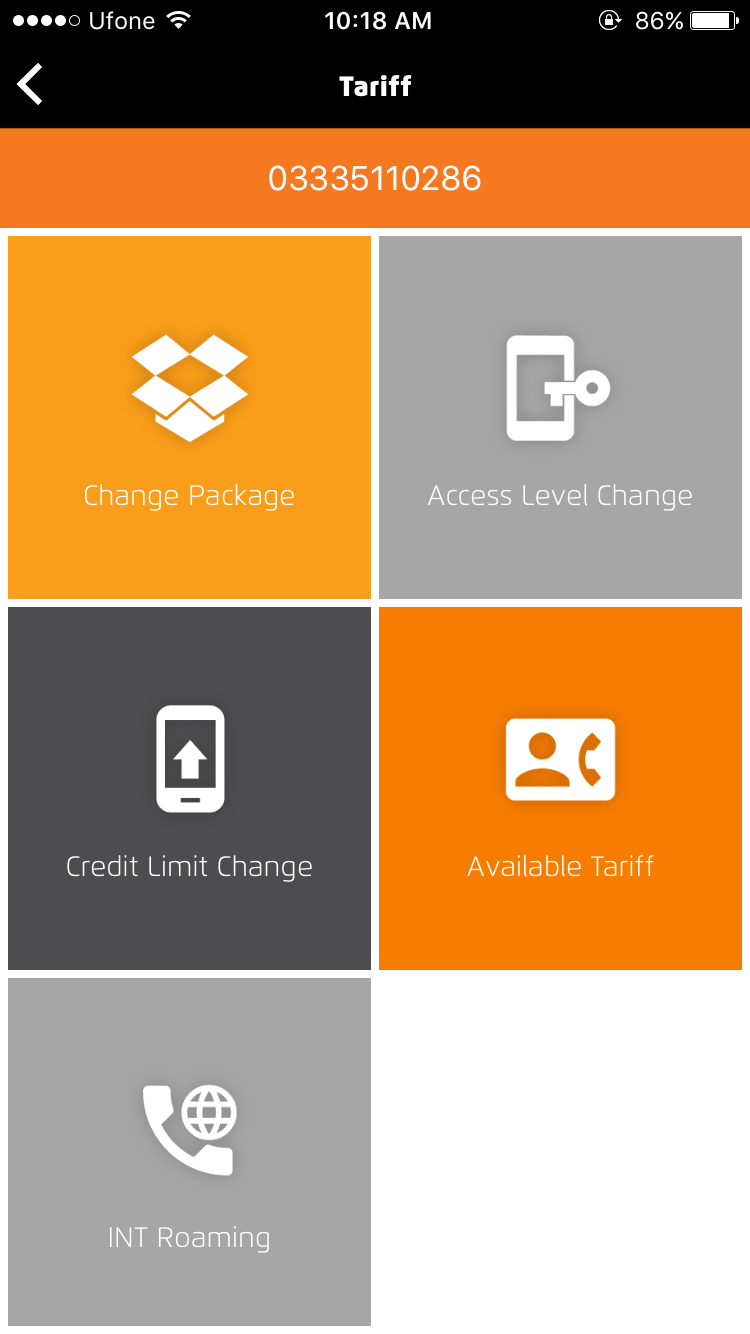 Ufone 10:18 AM 86%
Tariff
03335110286
Change Package
Access Level Change
Credit Limit Change
Available Tariff
INT Roaming